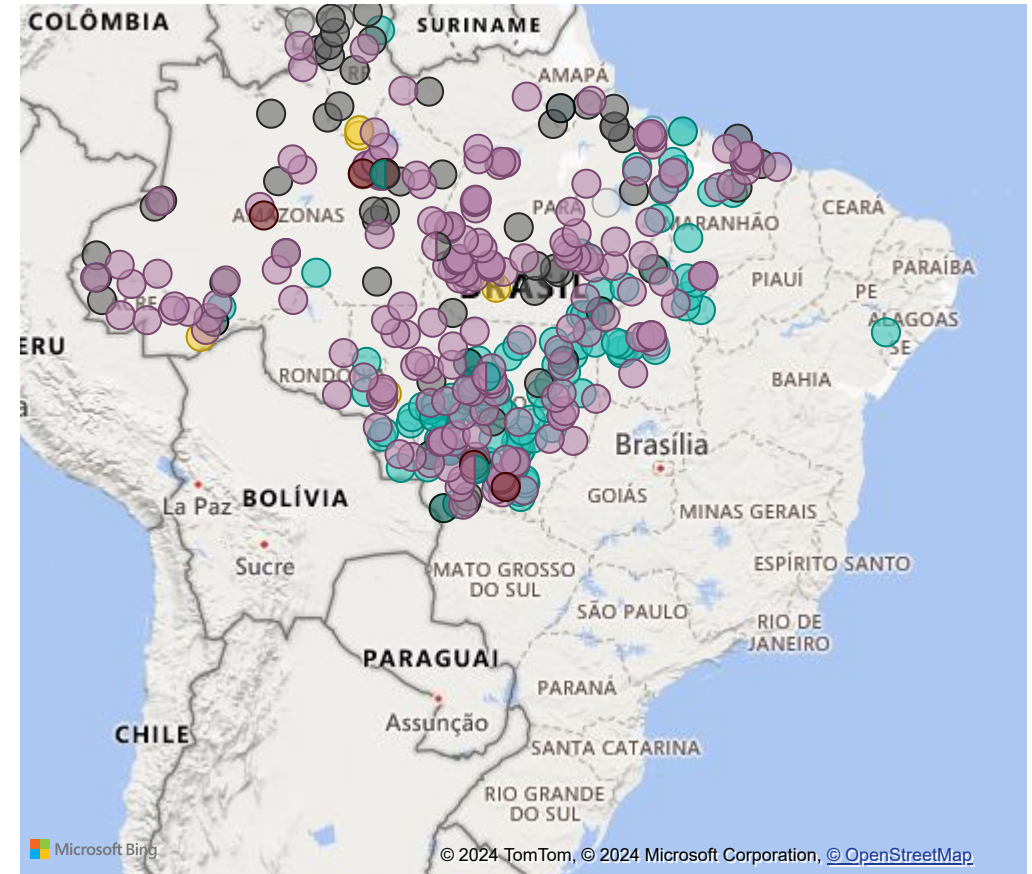 COLÔMBIA
SURINAME
RR
AMAPÁ
AMAZONAS
PARÁ
MARANHÃO
CEARÁ
PARAÍBA
PIAUÍ
PE
BRASIL
ALAGOAS
SE
ERU
BAHIA
Brasília
La Paz
BOLÍVIA
GOIÁS
MINAS GERAIS
Sucre
MATO GROSSO
DO SUL
ESPÍRITO SANTO
SÃO PAULO
RIO DE
JANEIRO
PARAGUAI
PARANÁ
Assunção
CHILE
SANTA CATARINA
RIO GRANDE
DO SUL
Microsoft Bing
© 2024 TomTom, © 2024 Microsoft Corporation, © OpenStreetMap